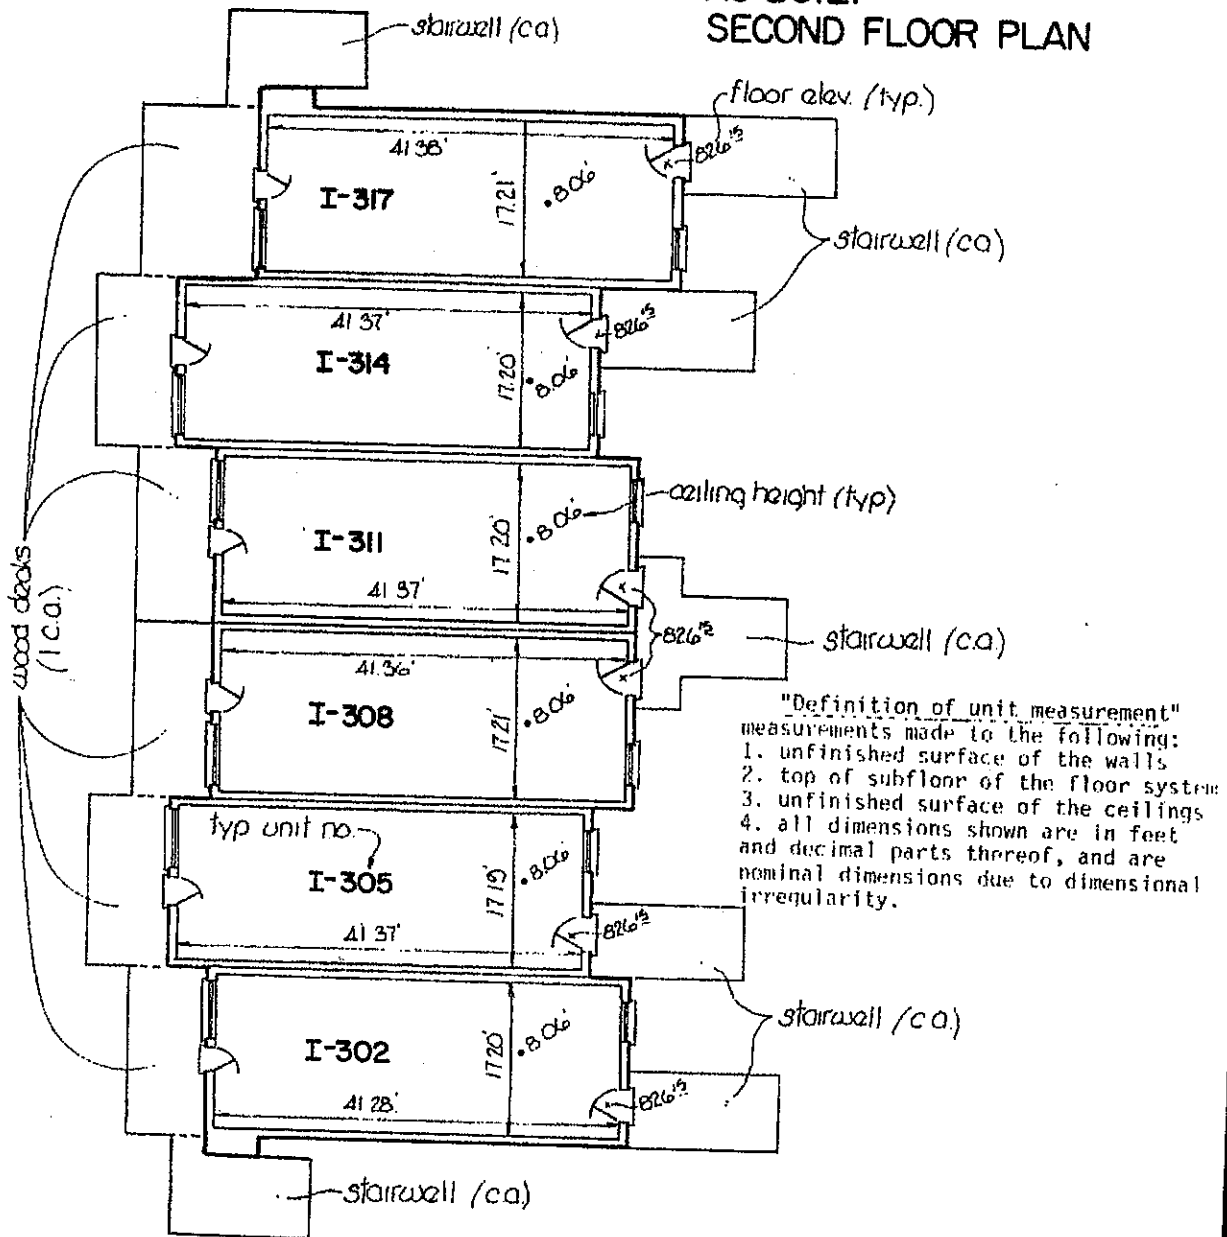 SECOND FLOOR PLAN
stairwell (ca)
floor elev. (typ.)
41 38'
826 15
I-317
17.21'
8.06'
stairwell (ca)
41 37'
826 15
I-314
17.20'
8.06'
ceiling height (typ)
8.06'
I-311
17 20'
41 37'
wood decks
(l c.a.)
826 15
stairwell (c.a.)
41.36'
I-308
17 21'
8.06'
"Definition of unit measurement"
measurements made to the following:
1. unfinished surface of the walls
2. top of subfloor of the floor system
3. unfinished surface of the ceilings
4. all dimensions shown are in feet
and decimal parts thereof, and are
nominal dimensions due to dimensional
irregularity.
typ unit no.
I-305
17 19'
8.06'
41 37'
826 15
stairwell (c a.)
I-302
17 20'
8.06'
41 28'
826 15
stairwell (c.a.)